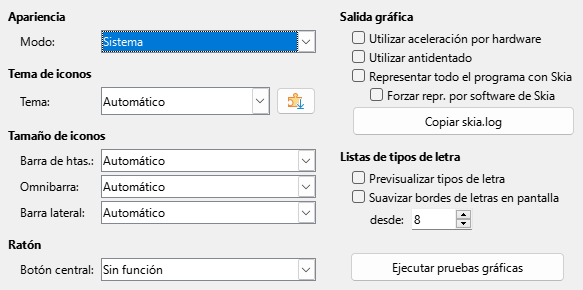 Apariencia
Modo: Sistema
Tema de iconos
Tema: Automático
Tamaño de iconos
Barra de htas.: Automático
Omnibarra: Automático
Barra lateral: Automático
Ratón
Botón central: Sin función
Salida gráfica
Utilizar aceleración por hardware
Utilizar antidentado
Representar todo el programa con Skia
Forzar repr. por software de Skia
Copiar skia.log
Listas de tipos de letra
Previsualizar tipos de letra
Suavizar bordes de letras en pantalla
desde: 8
Ejecutar pruebas gráficas